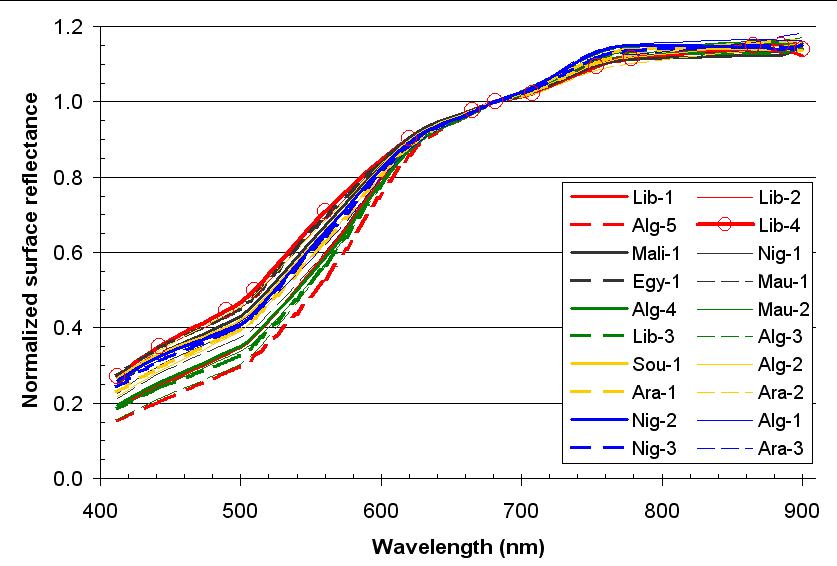 1.2
1.0
0.8
0.6
0.4
0.2
0.0
Normalized surface reflectance
400
500
600
700
800
900
Wavelength (nm)
Lib-1 Lib-2
Alg-5 Lib-4
Mali-1 Nig-1
Egy-1 Mau-1
Alg-4 Mau-2
Lib-3 Alg-3
Sou-1 Alg-2
Ara-1 Ara-2
Nig-2 Alg-1
Nig-3 Ara-3